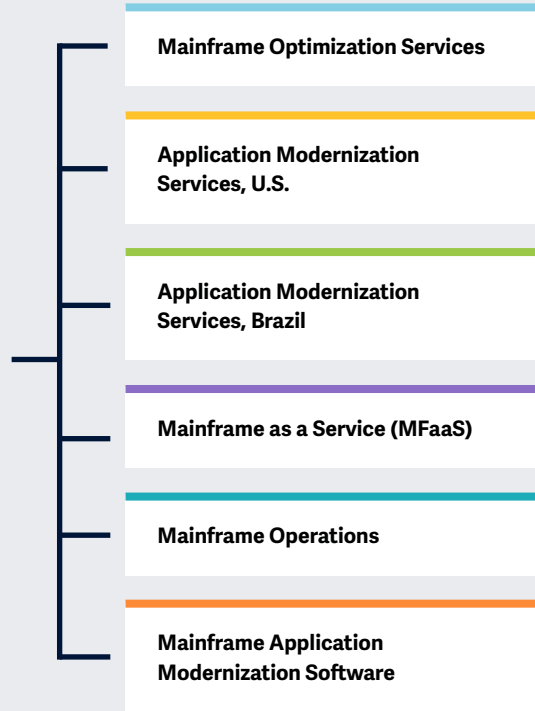 Mainframe Optimization Services
Application Modernization
Services, U.S.
Application Modernization
Services, Brazil
Mainframe as a Service (MFaaS)
Mainframe Operations
Mainframe Application
Modernization Software